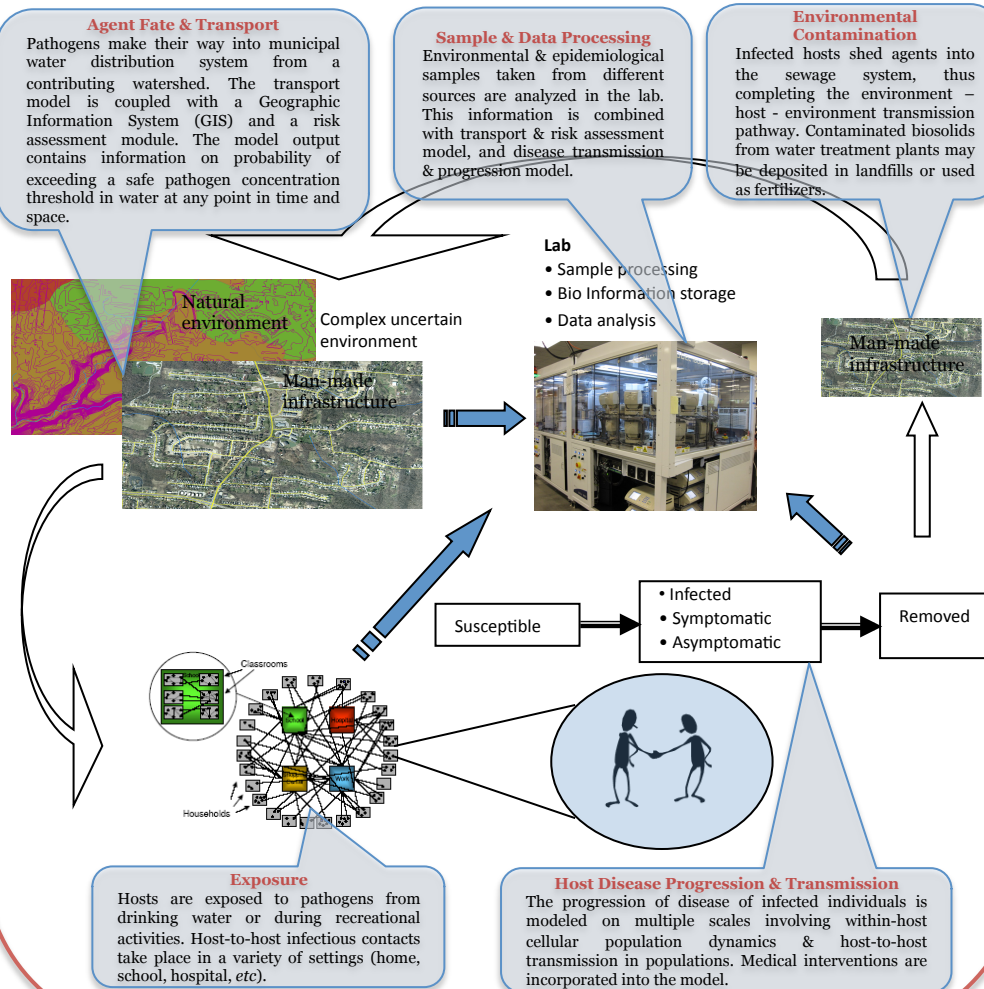 Agent Fate & Transport
Pathogens make their way into municipal
water distribution system from a
contributing watershed. The transport
model is coupled with a Geographic
Information System (GIS) and a risk
assessment module. The model output
contains information on probability of
exceeding a safe pathogen concentration
threshold in water at any point in time and
space.
Sample & Data Processing
Environmental & epidemiological
samples taken from different
sources are analyzed in the lab.
This information is combined
with transport & risk assessment
model, and disease transmission
& progression model.
Environmental
Contamination
Infected hosts shed agents into
the sewage system, thus
completing the environment –
host - environment transmission
pathway. Contaminated biosolids
from water treatment plants may
be deposited in landfills or used
as fertilizers.
Natural
environment
Complex uncertain
environment
Man-made
infrastructure
Lab
• Sample processing
• Bio Information storage
• Data analysis
Man-made
infrastructure
Susceptible
• Infected
• Symptomatic
• Asymptomatic
Removed
Classrooms
School
School
Hospital
Work
Households
Exposure
Hosts are exposed to pathogens from
drinking water or during recreational
activities. Host-to-host infectious contacts
take place in a variety of settings (home,
school, hospital, etc).
Host Disease Progression & Transmission
The progression of disease of infected individuals is
modeled on multiple scales involving within-host
cellular population dynamics & host-to-host
transmission in populations. Medical interventions are
incorporated into the model.